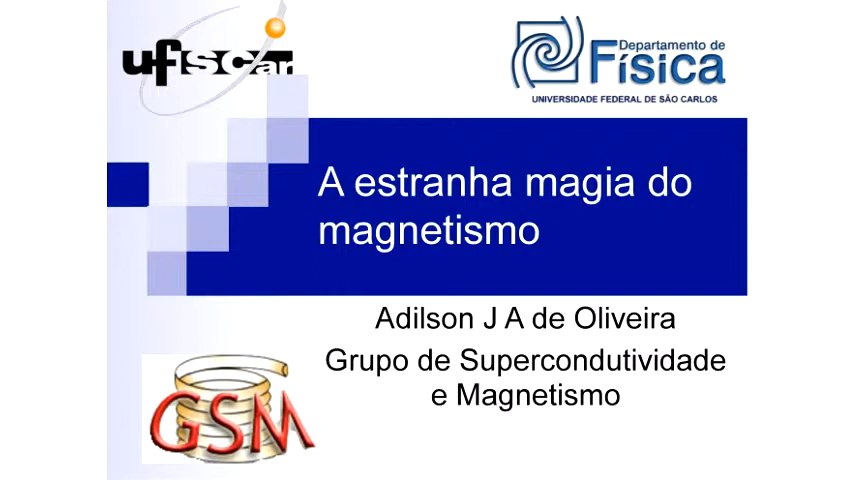 ufscar
Departamento de
Física
UNIVERSIDADE FEDERAL DE SÃO CARLOS
A estranha magia do
magnetismo
Adilson J A de Oliveira
Grupo de Supercondutividade
e Magnetismo
GSM